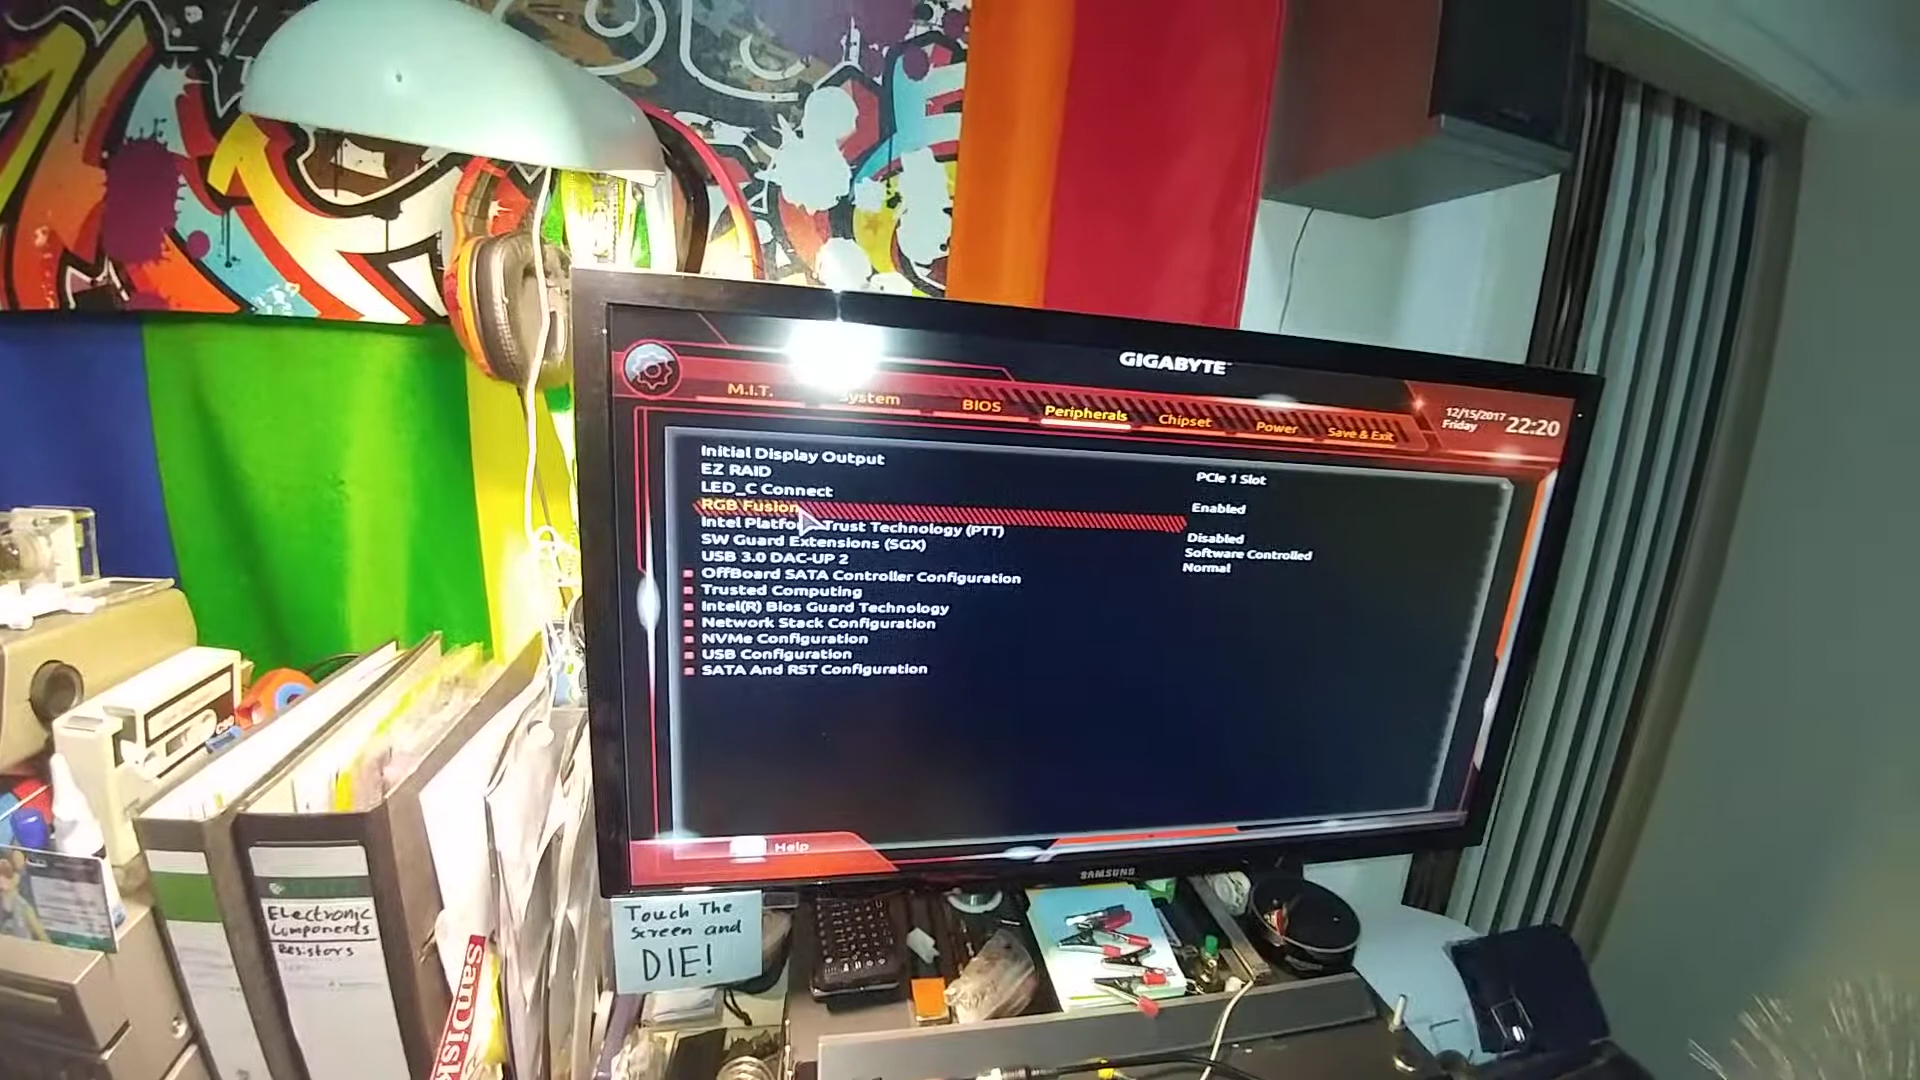 GIGABYTE
M.I.T.
System
BIOS
Peripherals
Chipset
Power
Save & Exit
12/15/2017
Friday
22:20
Initial Display Output
PCIe 1 Slot
EZ RAID
LED_C Connect
Enabled
RGB Fusion
Intel Platfo Trust Technology (PTT)
Disabled
SW Guard Extensions (SGX)
Software Controlled
USB 3.0 DAC-UP 2
Normal
OffBoard SATA Controller Configuration
Trusted Computing
Intel(R) Bios Guard Technology
Network Stack Configuration
NVMe Configuration
USB Configuration
SATA And RST Configuration
Help
SAMSUNG
Touch The
Screen and
DIE!
Electronic
Components
Resistors
SanDisk